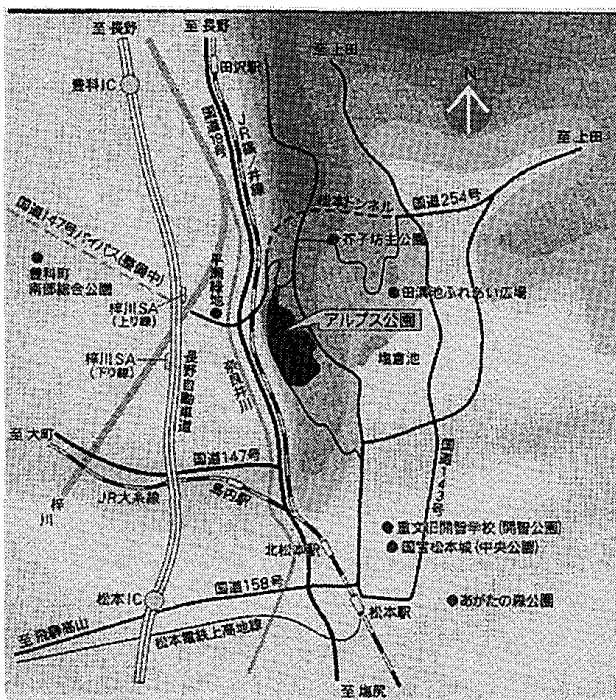 至長野
至長野
至上田
N
至上田
豊科IC
田沢駅
国道19号
JR篠ノ井線
松本トンネル
国道254号
国道147号バイパス(整備中)
芥子坊主公園
豊科町
南部総合公園
平瀬緑地
田溝池ふれあい広場
梓川SA
(上り線)
アルプス公園
塩倉池
梓川SA
(下り線)
長野自動車道
奈良井川
至大町
国道147号
国道143号
JR大糸線
島内駅
梓川
重文旧開智学校(開智公園)
北松本駅
国宝松本城(中央公園)
国道158号
松本IC
松本駅
あがたの森公園
至飛騨高山
松本電鉄上高地線
至塩尻